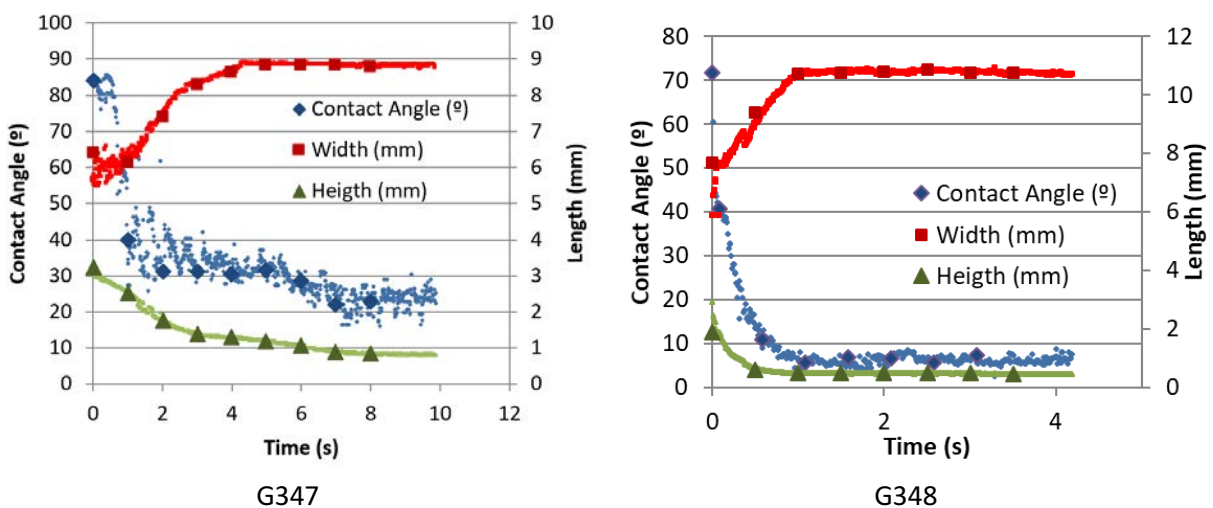 100
90
80
70
60
50
40
30
20
10
0
Contact Angle (º)
10
9
8
7
6
5
4
3
2
1
0
Length (mm)
Contact Angle (º)
Width (mm)
Heigth (mm)
0 2 4 6 8 10 12
Time (s)
G347
80
70
60
50
40
30
20
10
0
Contact Angle (º)
12
10
8
6
4
2
0
Length (mm)
Contact Angle (º)
Width (mm)
Heigth (mm)
0 2 4
Time (s)
G348